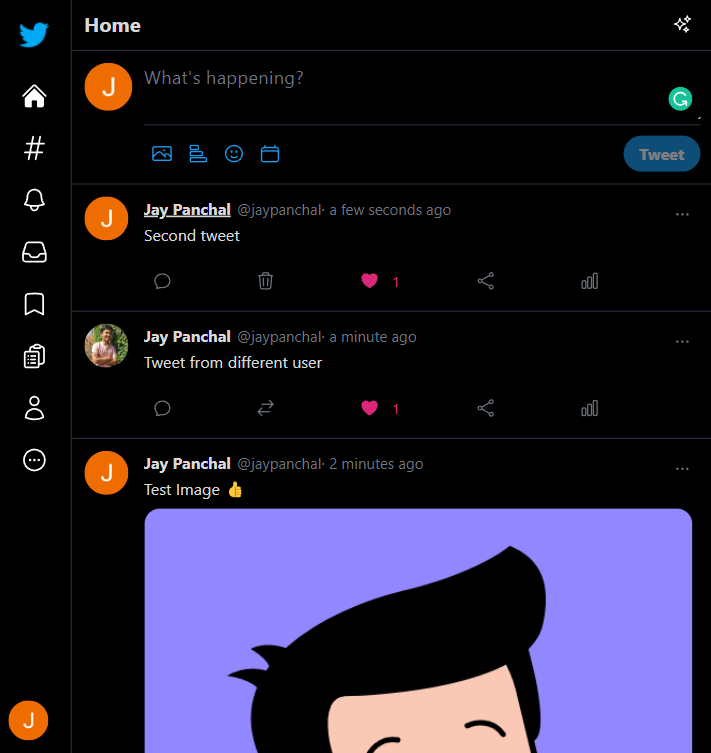 Home
J
What's happening?
Tweet
J
Jay Panchal @jaypanchal· a few seconds ago
Second tweet
1
Jay Panchal @jaypanchal· a minute ago
Tweet from different user
1
J
Jay Panchal @jaypanchal· 2 minutes ago
Test Image 👍
J